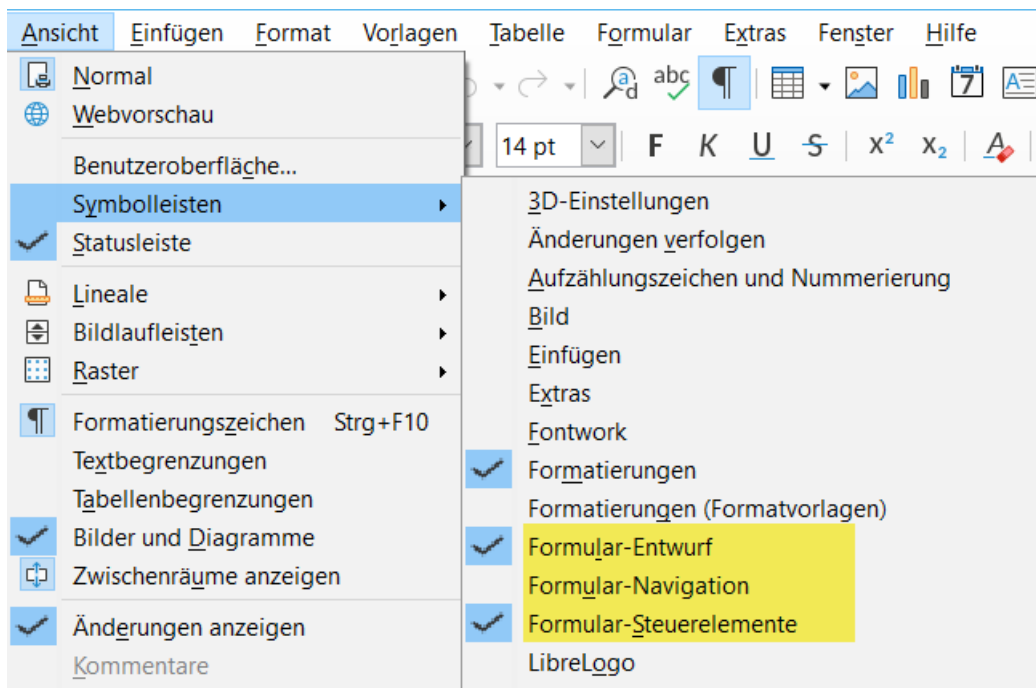 Ansicht Einfügen Format Vorlagen Tabelle Formular Extras Fenster Hilfe
Normal
Webvorschau
Benutzeroberfläche...
Symbolleisten
Statusleiste
Lineale
Bildlaufleisten
Raster
Formatierungszeichen Strg+F10
Textbegrenzungen
Tabellenbegrenzungen
Bilder und Diagramme
Zwischenräume anzeigen
Änderungen anzeigen
Kommentare
abc
14 pt F K U S X² X₂ A
3D-Einstellungen
Änderungen verfolgen
Aufzählungszeichen und Nummerierung
Bild
Einfügen
Extras
Fontwork
Formatierungen
Formatierungen (Formatvorlagen)
Formular-Entwurf
Formular-Navigation
Formular-Steuerelemente
LibreLogo